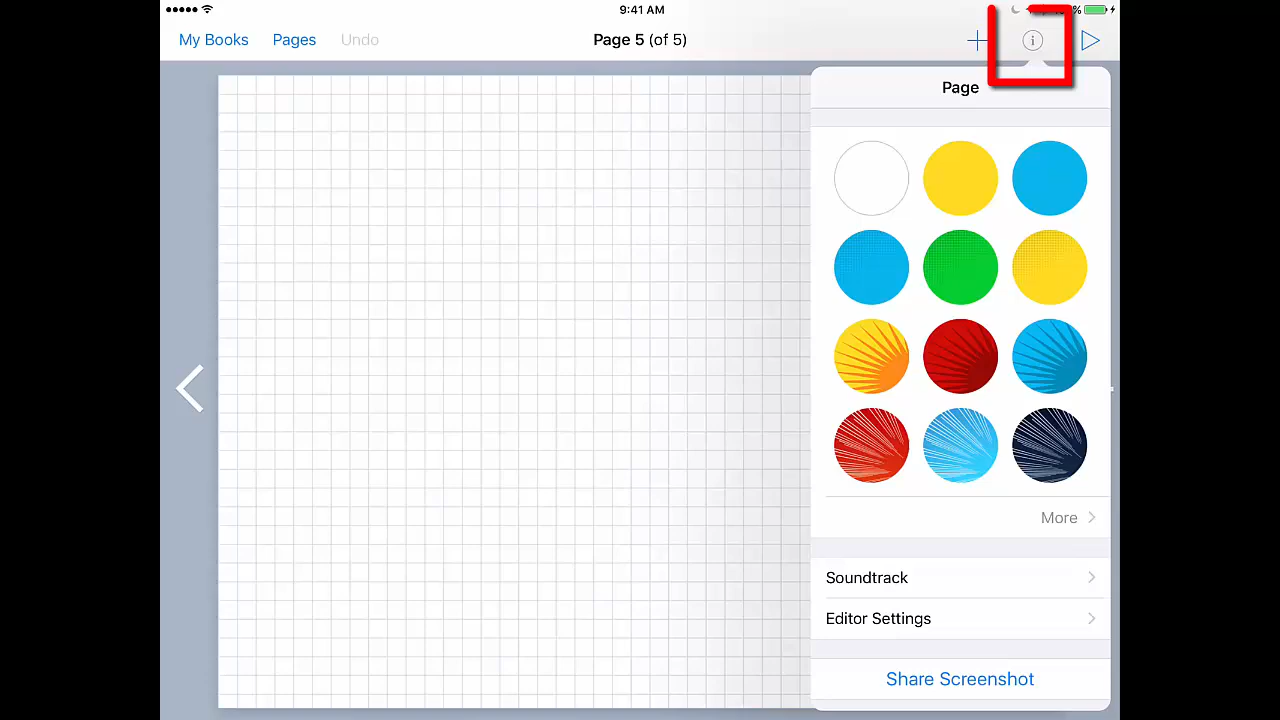 9:41 AM
%
My Books Pages Undo Page 5 (of 5)
Page
More
Soundtrack
Editor Settings
Share Screenshot